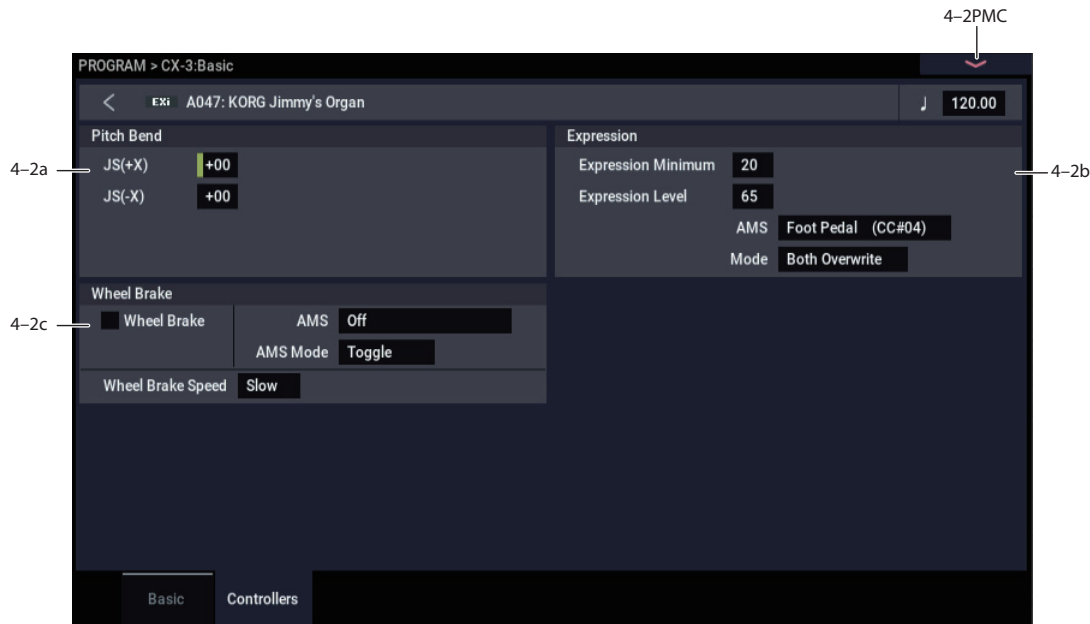 4–2PMC
PROGRAM > CX-3:Basic
EXi A047: KORG Jimmy's Organ
♩ 120.00
Pitch Bend
4–2a
JS(+X) +00
JS(-X) +00
Expression
Expression Minimum 20
4–2b
Expression Level 65
AMS Foot Pedal (CC#04)
Mode Both Overwrite
Wheel Brake
4–2c
Wheel Brake
AMS Off
AMS Mode Toggle
Wheel Brake Speed Slow
Basic
Controllers